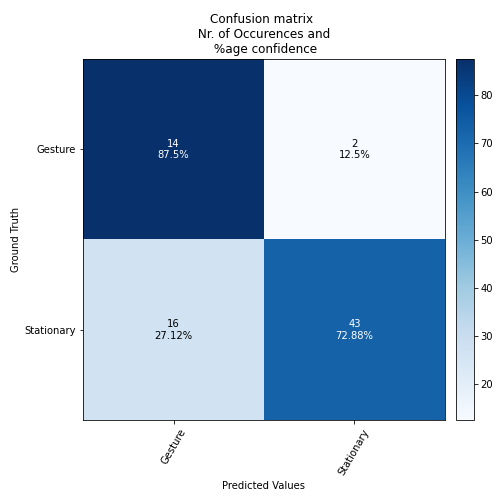 Confusion matrix
Nr. of Occurences and
%age confidence
Ground Truth
Gesture
14
87.5%
2
12.5%
Stationary
16
27.12%
43
72.88%
Gesture
Stationary
Predicted Values
80
70
60
50
40
30
20